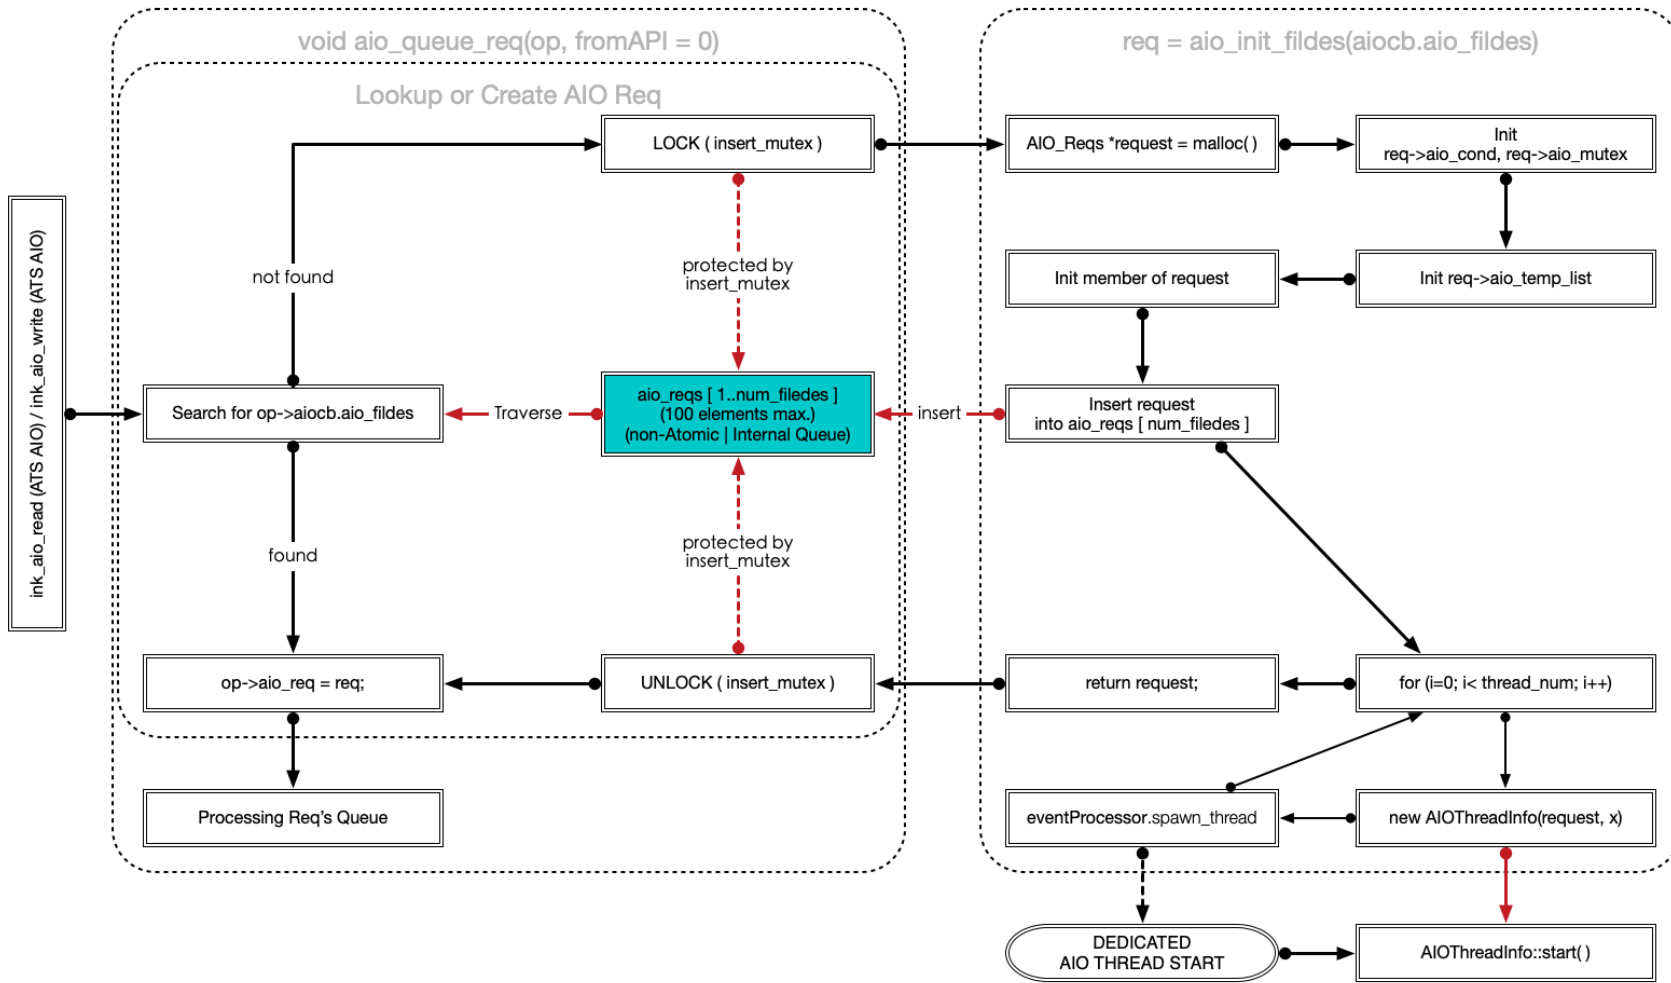 void aio_queue_req(op, fromAPI = 0)
req = aio_init_fildes(aiocb.aio_fildes)
Lookup or Create AIO Req
LOCK ( insert_mutex )
AIO_Reqs *request = malloc( )
Init
req->aio_cond, req->aio_mutex
ink_aio_read (ATS AIO) / ink_aio_write (ATS AIO)
not found
protected by
insert_mutex
Init member of request
Init req->aio_temp_list
Search for op->aiocb.aio_fildes
Traverse
aio_reqs [ 1..num_filedes ]
(100 elements max.)
(non-Atomic | Internal Queue)
insert
Insert request
into aio_reqs [ num_filedes ]
found
protected by
insert_mutex
op->aio_req = req;
UNLOCK ( insert_mutex )
return request;
for (i=0; i< thread_num; i++)
Processing Req's Queue
eventProcessor.spawn_thread
new AIOThreadInfo(request, x)
DEDICATED
AIO THREAD START
AIOThreadInfo::start( )